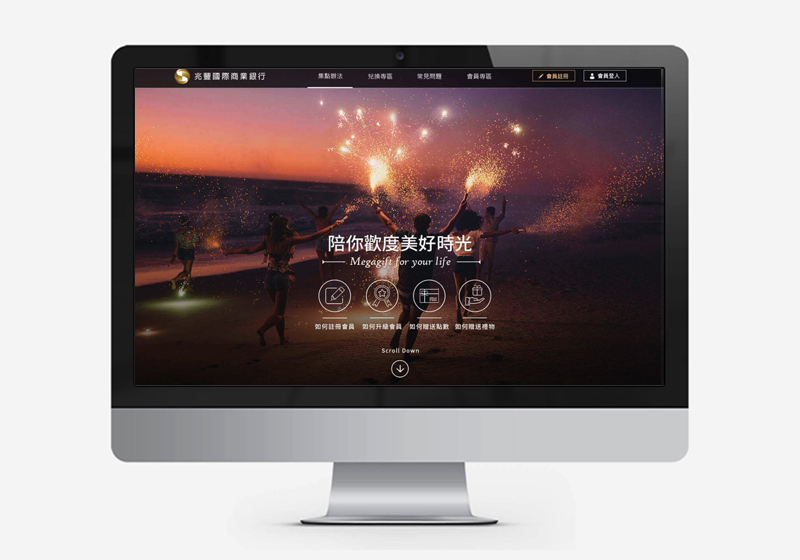 兆豐國際商業銀行
集點辦法
兌換專區
常見問題
會員專區
會員註冊
會員登入
陪你歡度美好時光
Megagift for your life
如何註冊會員
如何升級會員
如何贈送點數
如何贈送禮物
Scroll Down